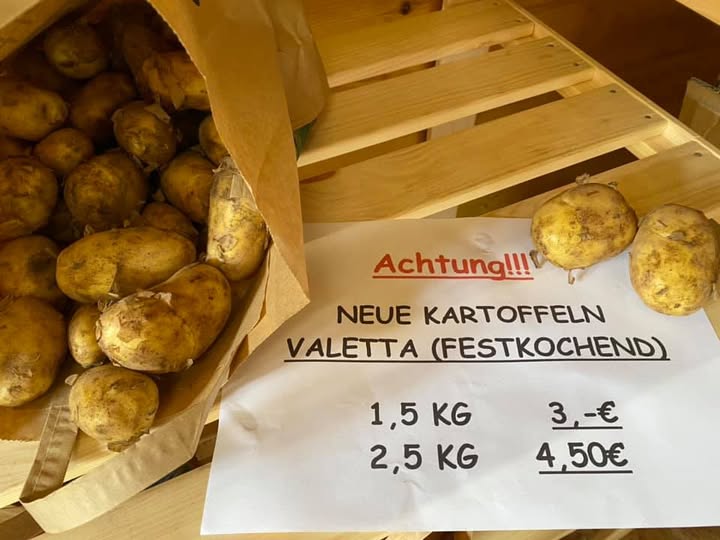 Achtung!!!
NEUE KARTOFFELN
VALETTA (FESTKOCHEND)
1,5 KG 3,-€
2,5 KG 4,50€